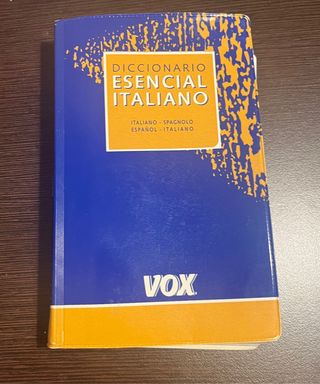 DICCIONARIO
ESENCIAL
ITALIANO
ITALIANO - SPAGNOLO
ESPAÑOL - ITALIANO
VOX